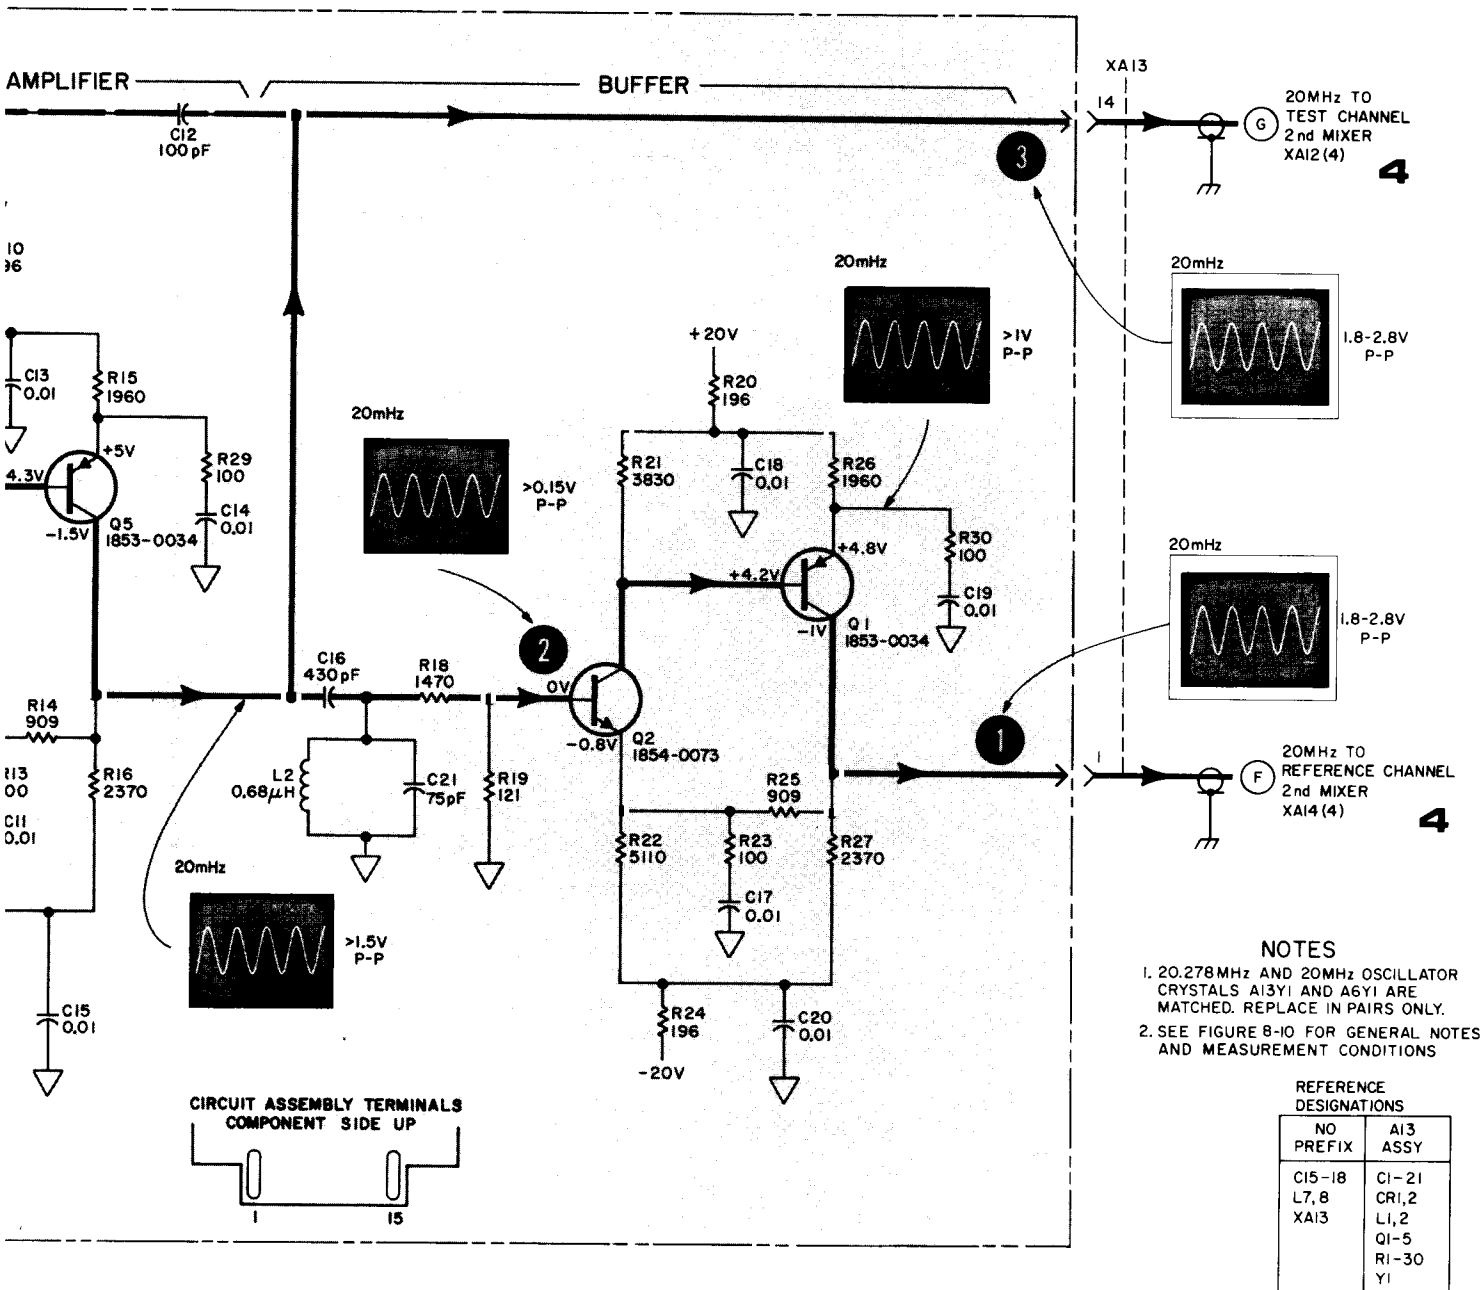 AMPLIFIER
BUFFER
XA13
14
G
20MHz TO
TEST CHANNEL
2nd MIXER
XA12(4)
4
C12
100pF
3
20mHz
1.8-2.8V
P-P
20mHz
>1V
P-P
+20V
R20
196
C13
0.01
R15
1960
+5V
4.3V
-1.5V
Q5
1853-0034
R29
100
C14
0.01
20mHz
>0.15V
P-P
R21
3830
C18
0.01
R26
1960
+4.8V
+4.2V
-1V
Q1
1853-0034
R30
100
C19
0.01
20mHz
1.8-2.8V
P-P
2
C16
430pF
R18
1470
0V
-0.8V
Q2
1854-0073
1
1
F
20MHz TO
REFERENCE CHANNEL
2nd MIXER
XA14(4)
4
R14
909
R16
2370
C11
0.01
L2
0.68μH
C21
75pF
R19
121
R25
909
R22
5110
R23
100
R27
2370
C17
0.01
20mHz
>1.5V
P-P
C15
0.01
R24
196
-20V
C20
0.01
NOTES
1. 20.278MHz AND 20MHz OSCILLATOR
CRYSTALS A13Y1 AND A6Y1 ARE
MATCHED. REPLACE IN PAIRS ONLY.
2. SEE FIGURE 8-10 FOR GENERAL NOTES
AND MEASUREMENT CONDITIONS
CIRCUIT ASSEMBLY TERMINALS
COMPONENT SIDE UP
1
15
REFERENCE
DESIGNATIONS
NO
PREFIX
A13
ASSY
C15-18
C1-21
L7,8
CR1,2
XA13
L1,2
Q1-5
R1-30
Y1